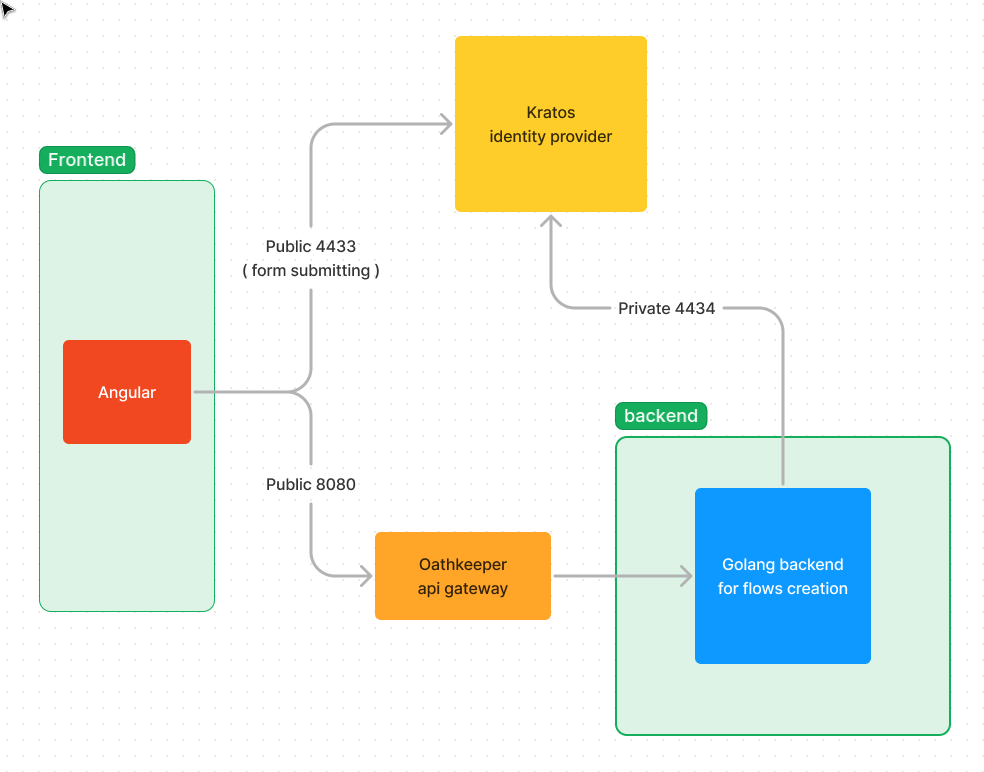 Kratos
identity provider
Frontend
Public 4433
( form submitting )
Private 4434
Angular
backend
Public 8080
Oathkeeper
api gateway
Golang backend
for flows creation